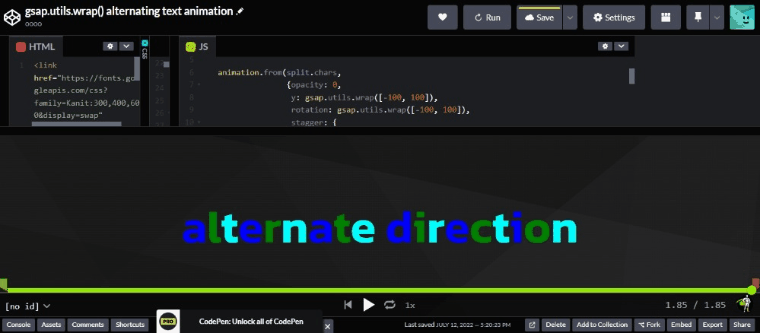 gsap.utils.wrap() alternating text animation
oooo
Run
Save
Settings
HTML
CSS
JS
1
<link
href="https://fonts.go
gleapis.com/css?
family=Kanit:300,400,60
0&display=swap"
5
6
7
8
9
10
animation.from(split.chars,
{opacity: 0,
y: gsap.utils.wrap([-100, 100]),
rotation: gsap.utils.wrap([-100, 100]),
stagger: {
alternate direction
[no id]
1x
1.85 / 1.85
Console
Assets
Comments
Shortcuts
PRO
CodePen: Unlock all of CodePen
Last saved JULY 12, 2022 — 5:20:23 PM
Delete
Add to Collection
Fork
Embed
Export
Share